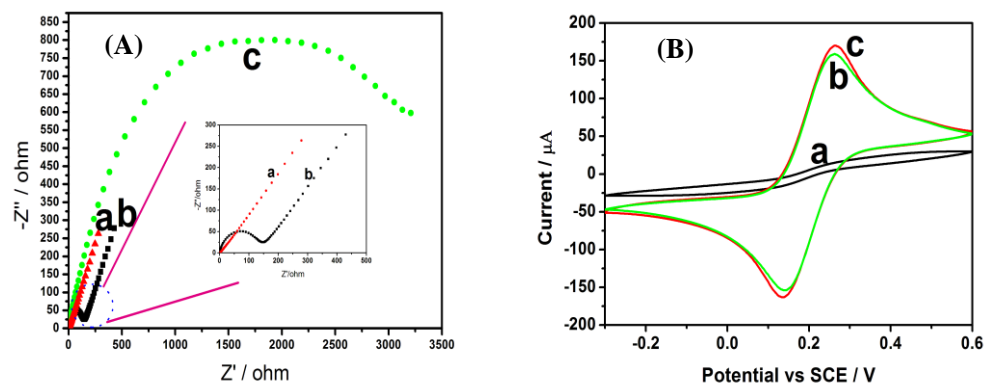 (A)
-Z'' / ohm
850
800
750
700
650
600
550
500
450
400
350
300
250
200
150
100
50
0
0 500 1000 1500 2000 2500 3000 3500
Z' / ohm
c
a b
-Z''/ohm
300
250
200
150
100
50
0
0 100 200 300 400 500
Z'/ohm
a
b.
(B)
Current / µA
200
150
100
50
0
-50
-100
-150
-200
-0.2 0.0 0.2 0.4 0.6
Potential vs SCE / V
c
b
a